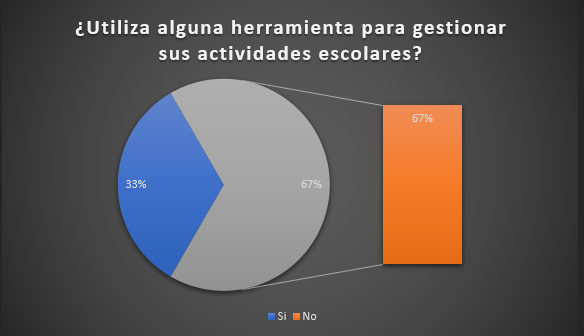 ¿Utiliza alguna herramienta para gestionar
sus actividades escolares?
67%
33%
67%
Si No